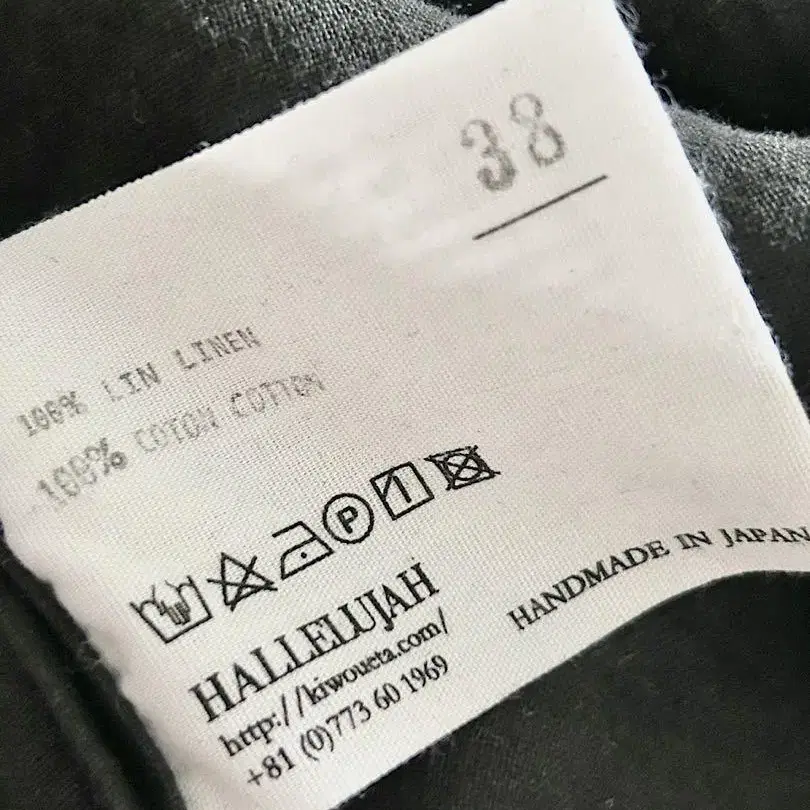 38
100% LIN LINEN
100% COTON COTTON
P
HALLELUJAH
http://kiwoueta.com/
+81 (0)773 60 1969
HANDMADE IN JAPAN